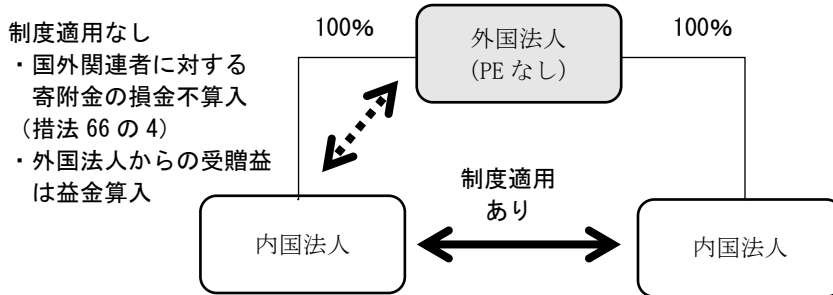 制度適用なし
・国外関連者に対する
寄附金の損金不算入
(措法 66 の 4)
・外国法人からの受贈益
は益金算入
100%
外国法人
(PE なし)
100%
制度適用
あり
内国法人
内国法人